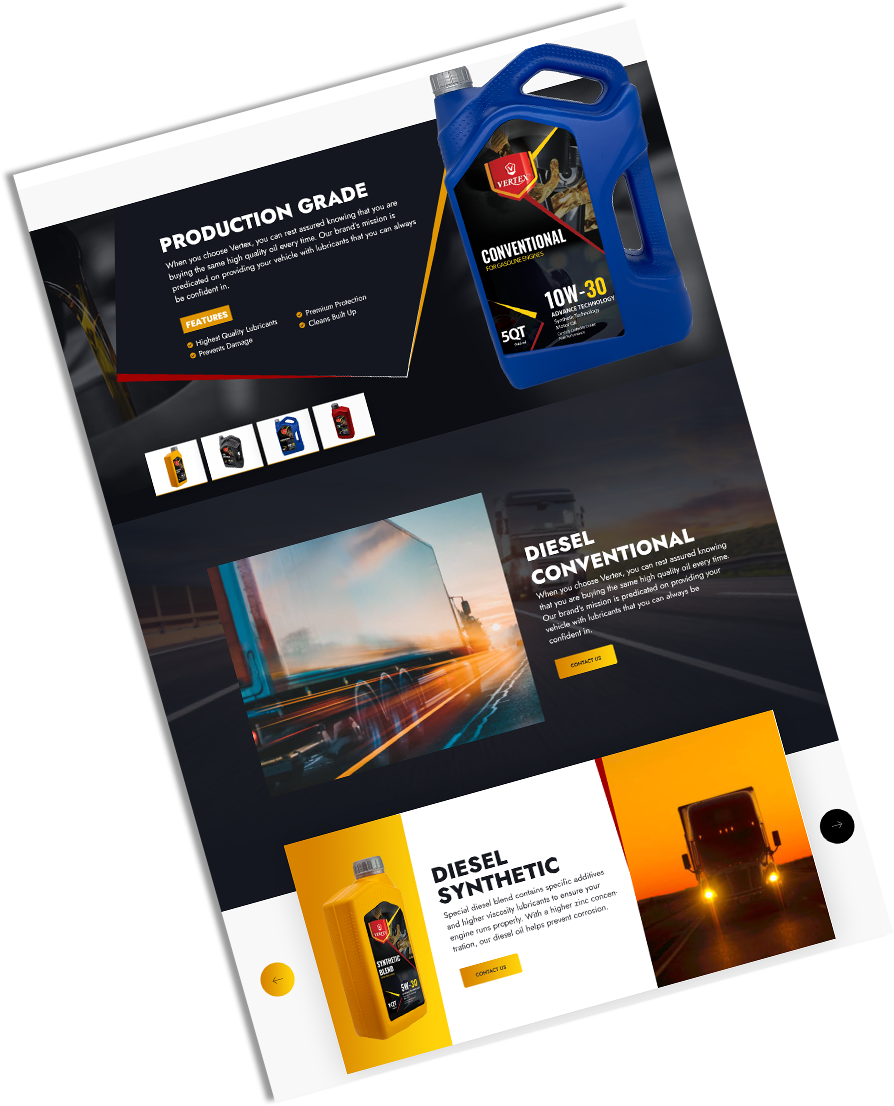 PRODUCTION GRADE
When you choose Vertex, you can rest assured knowing that you are
buying the same high quality oil every time. Our brand's mission is
predicated on providing your vehicle with lubricants that you can always
be confident in.
FEATURES
Highest Quality Lubricants
Prevents Damage
Premium Protection
Cleans Built Up
VERTEX
CONVENTIONAL
FOR GASOLINE ENGINES
10W-30
ADVANCE TECHNOLOGY
Synthetic Technology
Motor Oil
5QT
DIESEL
CONVENTIONAL
When you choose Vertex, you can rest assured knowing
that you are buying the same high quality oil every time.
Our brand's mission is predicated on providing your
vehicle with lubricants that you can always be
confident in.
CONTACT US
VERTEX
SYNTHETIC
BLEND
5W-30
1QT
DIESEL
SYNTHETIC
Special diesel blend contains specific additives
and higher viscosity lubricants to ensure your
engine runs properly. With a higher zinc concen-
tration, our diesel oil helps prevent corrosion.
CONTACT US